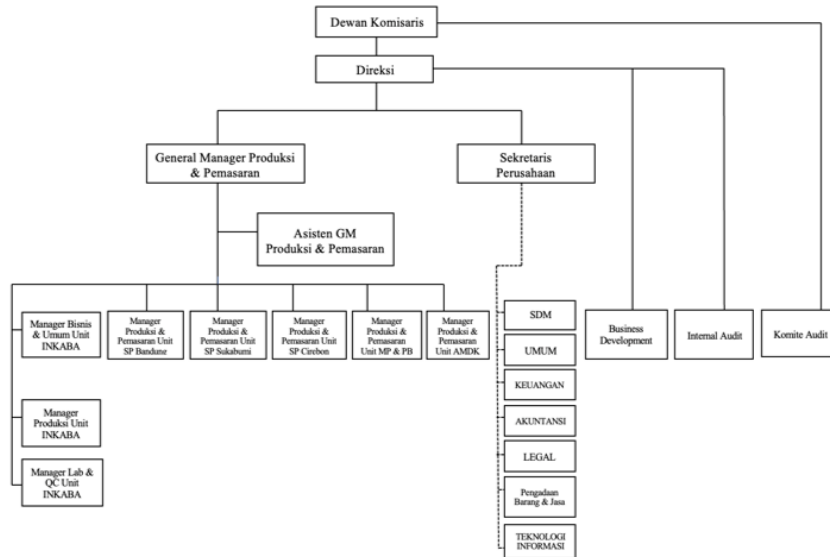 Dewan Komisaris
Direksi
General Manager Produksi
& Pemasaran
Sekretaris
Perusahaan
Asisten GM
Produksi & Pemasaran
Manager Bisnis
& Umum Unit
INKABA
Manager
Produksi &
Pemasaran Unit
SP Bandung
Manager
Produksi &
Pemasaran Unit
SP Sukabumi
Manager
Produksi &
Pemasaran Unit
SP Cirebon
Manager
Produksi &
Pemasaran
Unit MP & PB
Manager
Produksi &
Pemasaran
Unit AMDK
Manager
Produksi Unit
INKABA
Manager Lab &
QC Unit
INKABA
SDM
UMUM
KEUANGAN
AKUNTANSI
LEGAL
Pengadaan
Barang & Jasa
TEKNOLOGI
INFORMASI
Business
Development
Internal Audit
Komite Audit